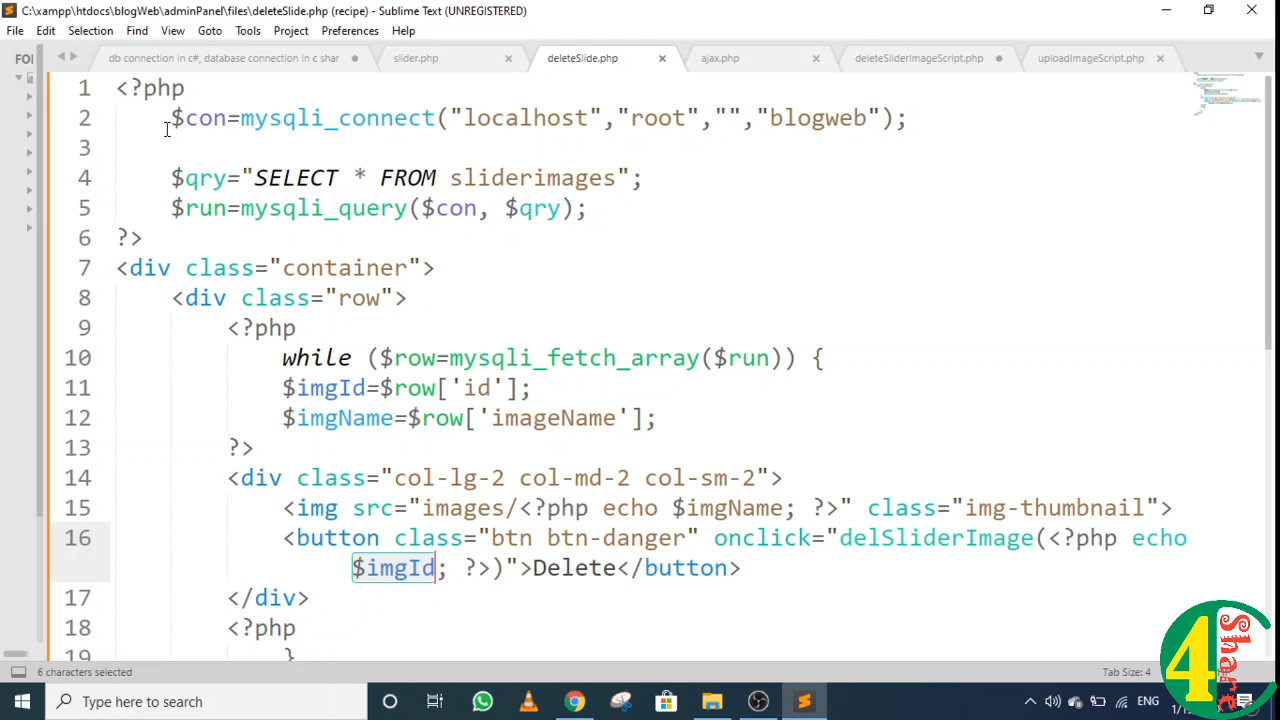 C:\xampp\htdocs\blogWeb\adminPanel\files\deleteSlide.php (recipe) - Sublime Text (UNREGISTERED)
File Edit Selection Find View Goto Tools Project Preferences Help
FOI
db connection in c#, database connection in c shar
slider.php
deleteSlide.php
ajax.php
deleteSliderImageScript.php
uploadImageScript.php
1 <?php
2 $con=mysqli_connect("localhost","root","","blogweb");
3
4 $qry="SELECT * FROM sliderimages";
5 $run=mysqli_query($con, $qry);
6 ?>
7 <div class="container">
8 <div class="row">
9 <?php
10 while ($row=mysqli_fetch_array($run)) {
11 $imgId=$row['id'];
12 $imgName=$row['imageName'];
13 ?>
14 <div class="col-lg-2 col-md-2 col-sm-2">
15 <img src="images/<?php echo $imgName; ?>" class="img-thumbnail">
16 <button class="btn btn-danger" onclick="delSliderImage(<?php echo
$imgId; ?>)">Delete</button>
17 </div>
18 <?php
19 }
6 characters selected
Tab Size: 4
4 Share
Type here to search
ENG